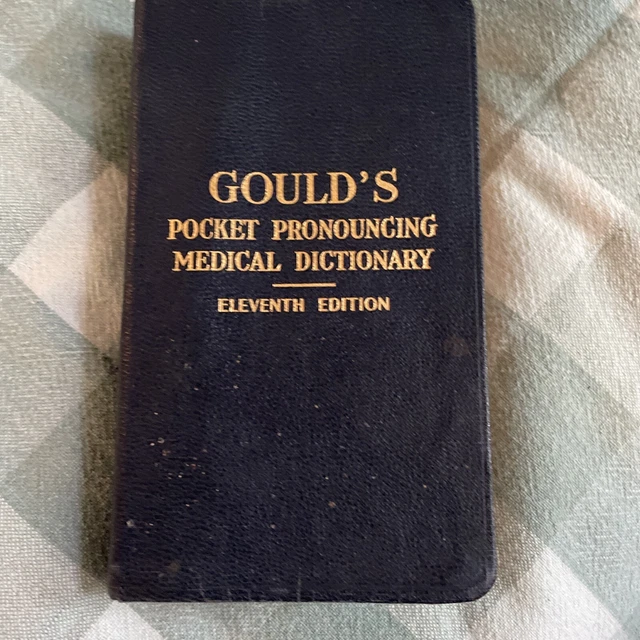 GOULD'S
POCKET PRONOUNCING
MEDICAL DICTIONARY
ELEVENTH EDITION